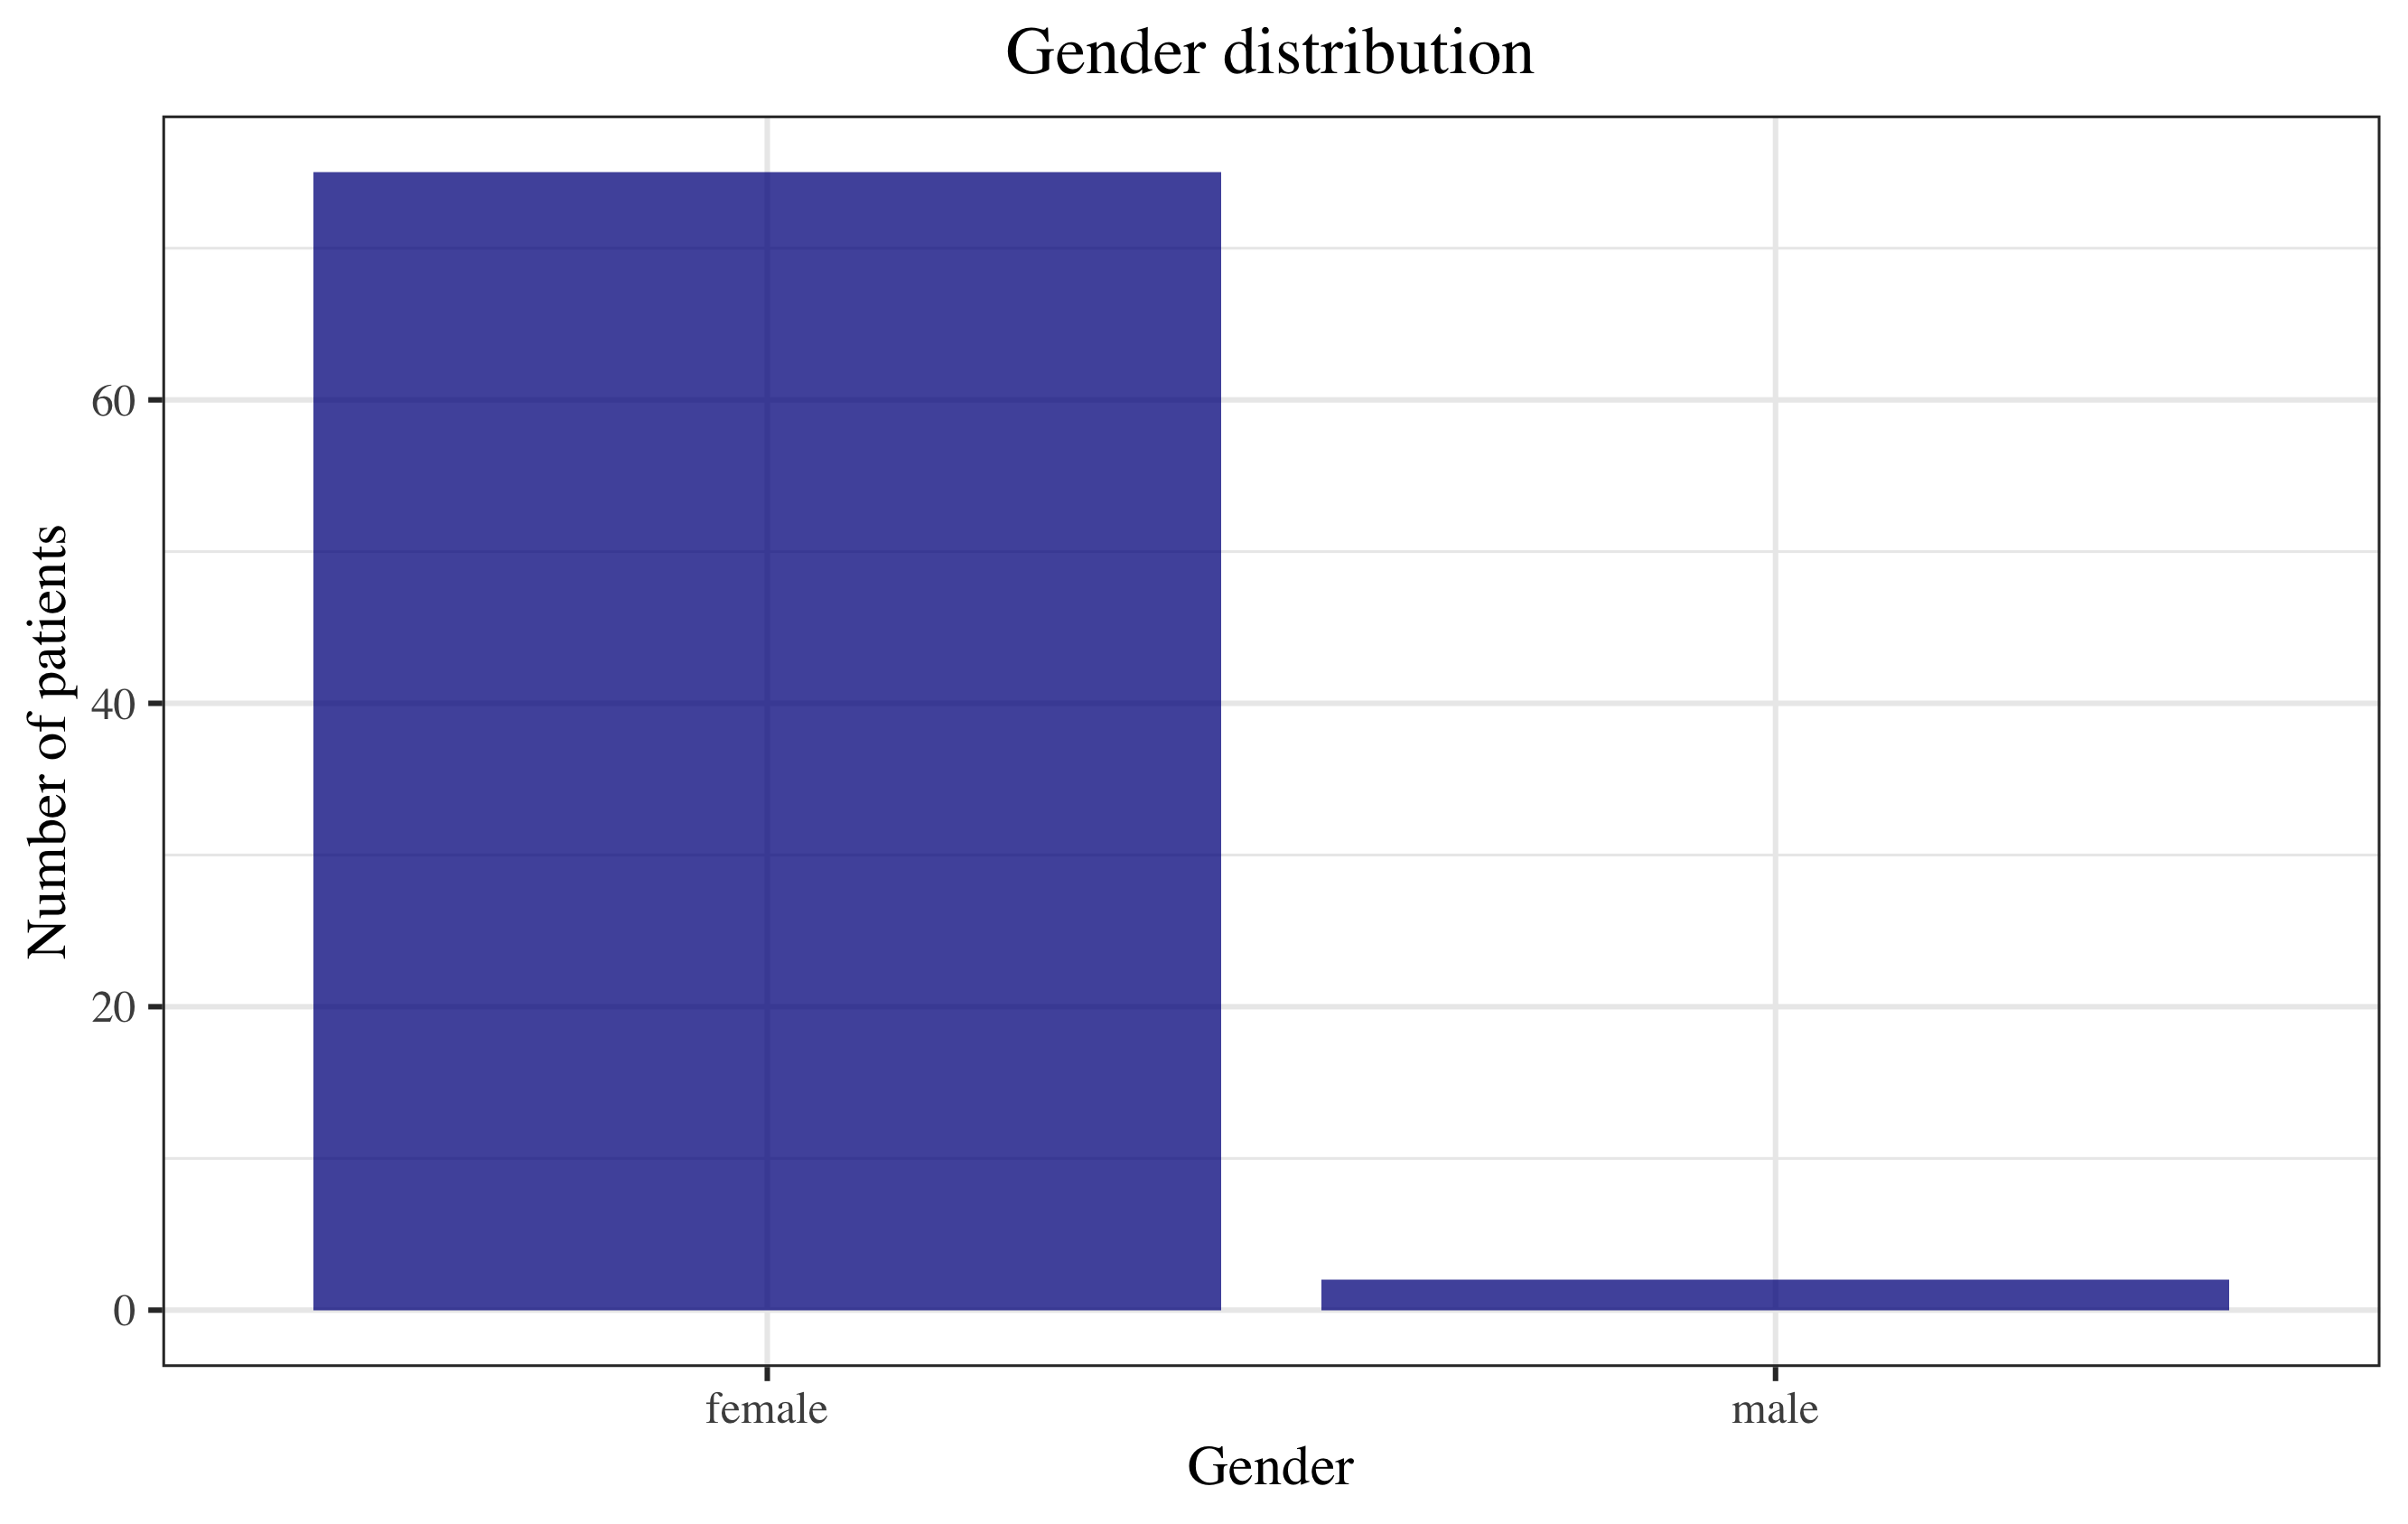 Gender distribution
Number of patients
60
40
20
0
female
male
Gender